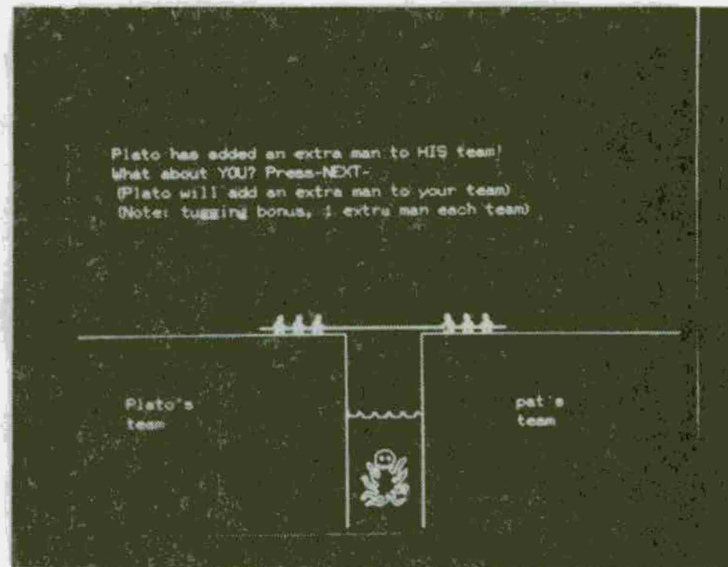 Plato has added an extra man to HIS team!
What about YOU? Press-NEXT-
(Plato will add an extra man to your team)
(Note: tugging bonus, 1 extra man each team)
Plato's
team
pat's
team